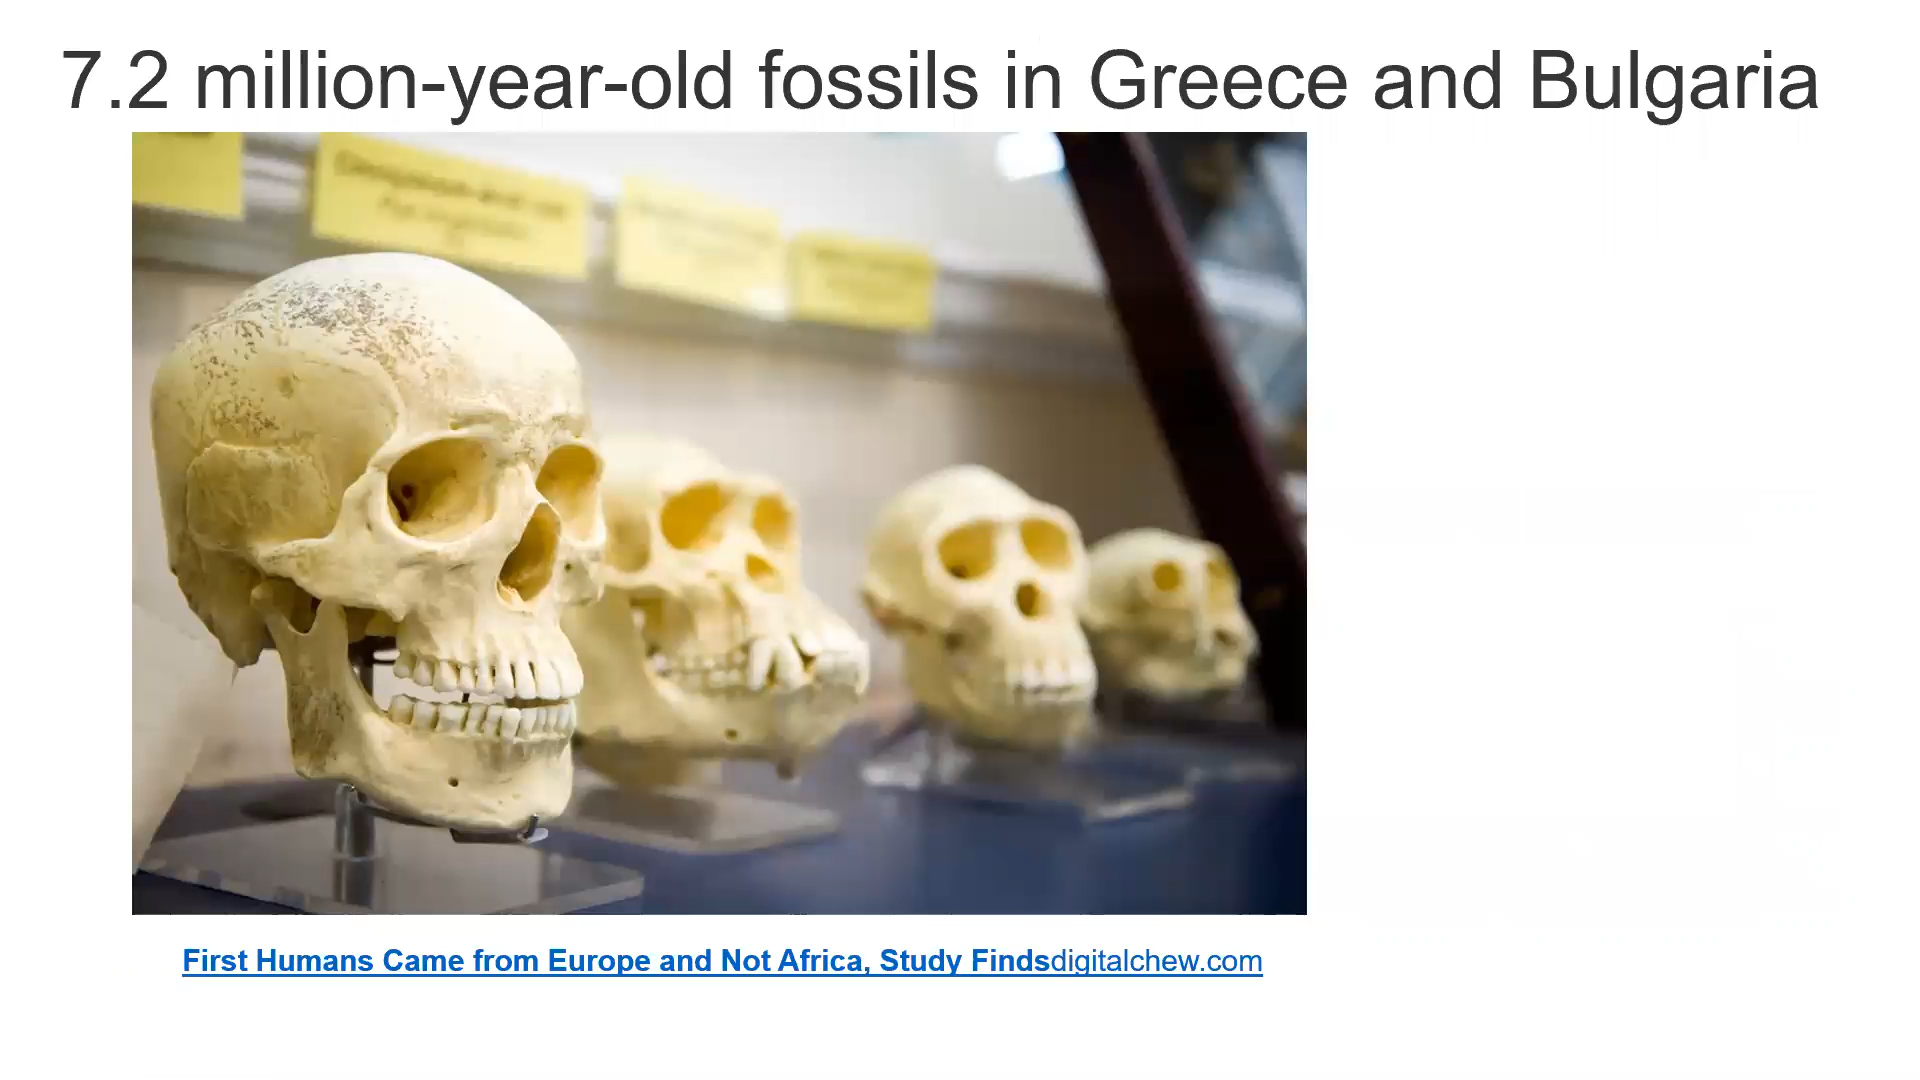 7.2 million-year-old fossils in Greece and Bulgaria
First Humans Came from Europe and Not Africa, Study Findsdigitalchew.com